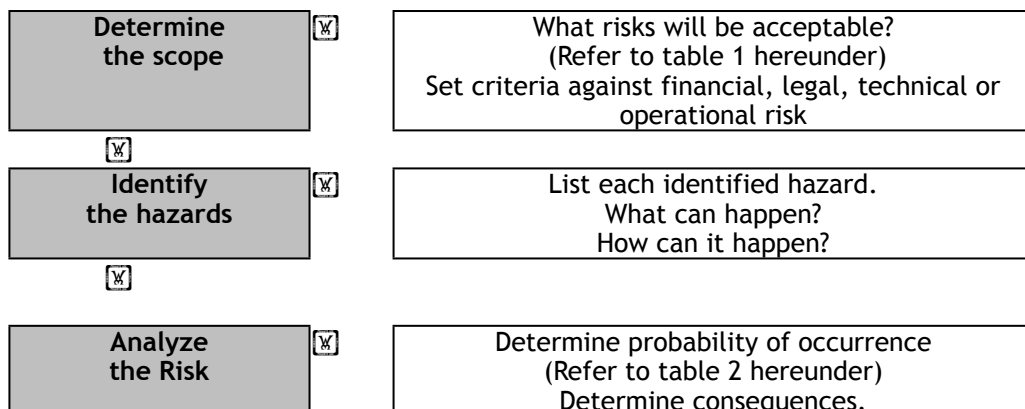 Determine
the scope
What risks will be acceptable?
(Refer to table 1 hereunder)
Set criteria against financial, legal, technical or
operational risk
Identify
the hazards
List each identified hazard.
What can happen?
How can it happen?
Analyze
the Risk
Determine probability of occurrence
(Refer to table 2 hereunder)
Determine consequences.